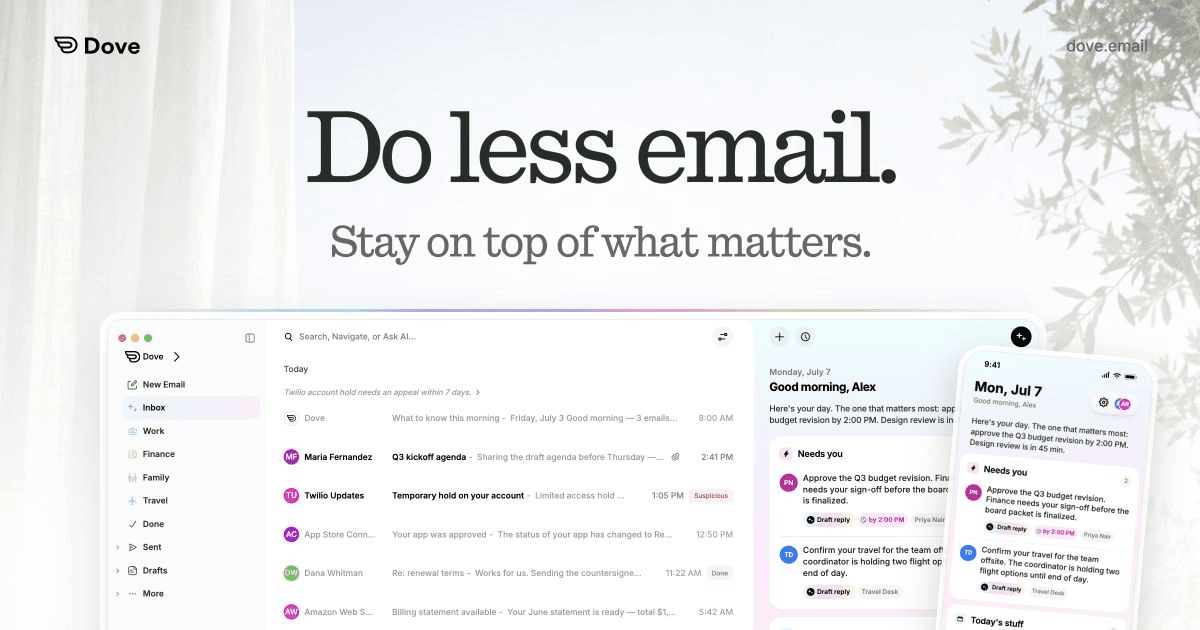 Dove
dove.email
Do less email.
Stay on top of what matters.
Dove
New Email
Inbox
Work
Finance
Family
Travel
Done
Sent
Drafts
More
Search, Navigate, or Ask AI...
Today
Twilio account hold needs an appeal within 7 days.
Dove What to know this morning - Friday, July 3 Good morning — 3 emails... 8:00 AM
MF Maria Fernandez Q3 kickoff agenda - Sharing the draft agenda before Thursday —... 2:41 PM
TU Twilio Updates Temporary hold on your account - Limited access hold ... 1:05 PM Suspicious
AC App Store Conn... Your app was approved - The status of your app has changed to Re... 12:50 PM
DW Dana Whitman Re: renewal terms - Works for us. Sending the countersigne... 11:22 AM Done
AW Amazon Web S... Billing statement available - Your June statement is ready — total $1,... 5:42 AM
Monday, July 7
Good morning, Alex
Here's your day. The one that matters most: app
budget revision by 2:00 PM. Design review is in
Needs you
PN Approve the Q3 budget revision. Fina
needs your sign-off before the board
is finalized.
Draft reply by 2:00 PM Priya Nair
TD Confirm your travel for the team off
coordinator is holding two flight op
end of day.
Draft reply Travel Desk
9:41
Mon, Jul 7
Good morning, Alex
AR
Here's your day. The one that matters most:
approve the Q3 budget revision by 2:00 PM.
Design review is in 45 min.
Needs you 2
PN Approve the Q3 budget revision.
Finance needs your sign-off before the
board packet is finalized.
Draft reply by 2:00 PM Priya Nair
TD Confirm your travel for the team
offsite. The coordinator is holding two
flight options until end of day.
Draft reply Travel Desk
Today's stuff